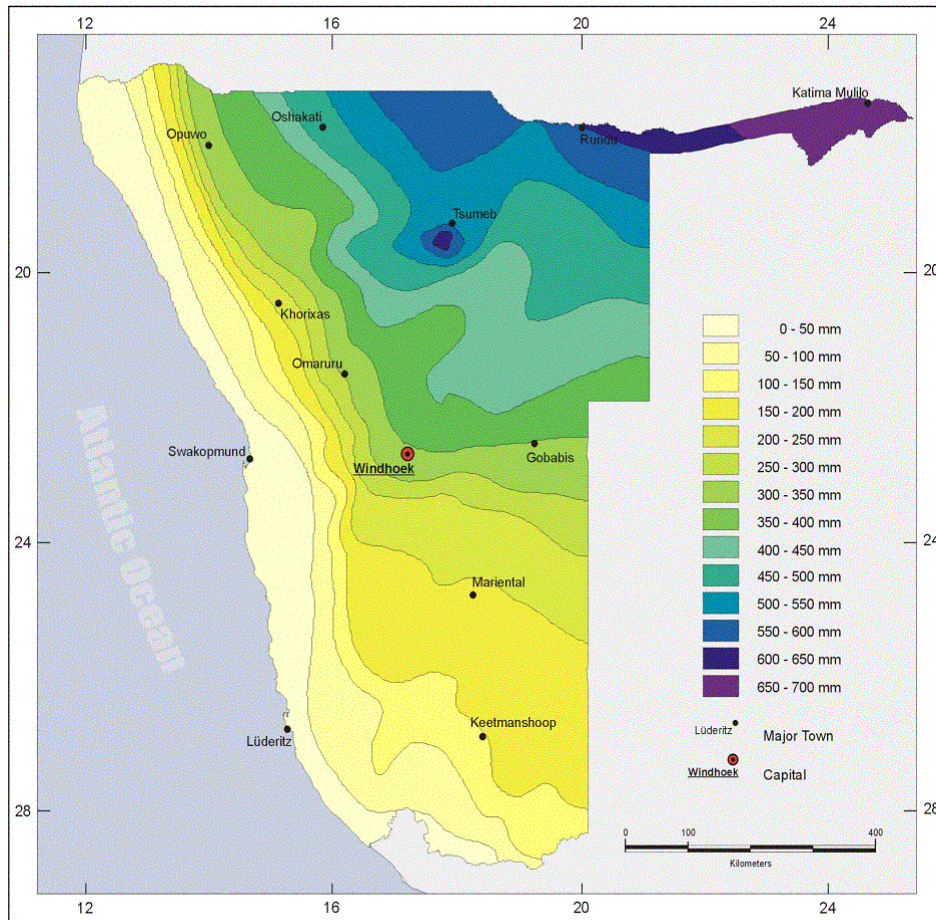 12
16
20
24
Katima Mulilo
Oshakati
Opuwo
Rundu
Tsumeb
20
20
Khorixas
Omaruru
Swakopmund
Windhoek
Gobabis
Atlantic Ocean
24
24
Mariental
Keetmanshoop
Lüderitz
28
28
0 - 50 mm
50 - 100 mm
100 - 150 mm
150 - 200 mm
200 - 250 mm
250 - 300 mm
300 - 350 mm
350 - 400 mm
400 - 450 mm
450 - 500 mm
500 - 550 mm
550 - 600 mm
600 - 650 mm
650 - 700 mm
Lüderitz Major Town
Windhoek Capital
0 100 400
Kilometers
12
16
20
24